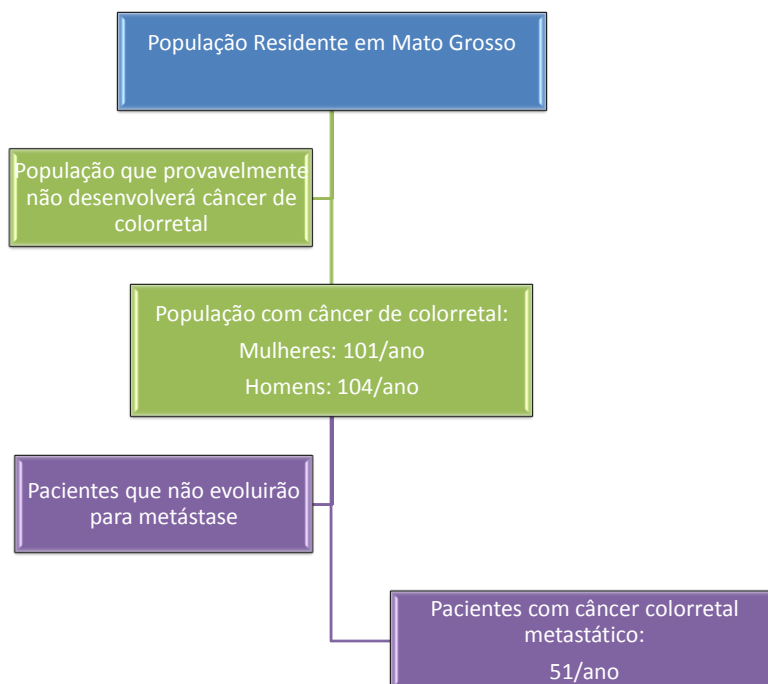 População Residente em Mato Grosso
População que provavelmente
não desenvolverá câncer de
colorretal
População com câncer de colorretal:
Mulheres: 101/ano
Homens: 104/ano
Pacientes que não evoluirão
para metástase
Pacientes com câncer colorretal
metastático:
51/ano